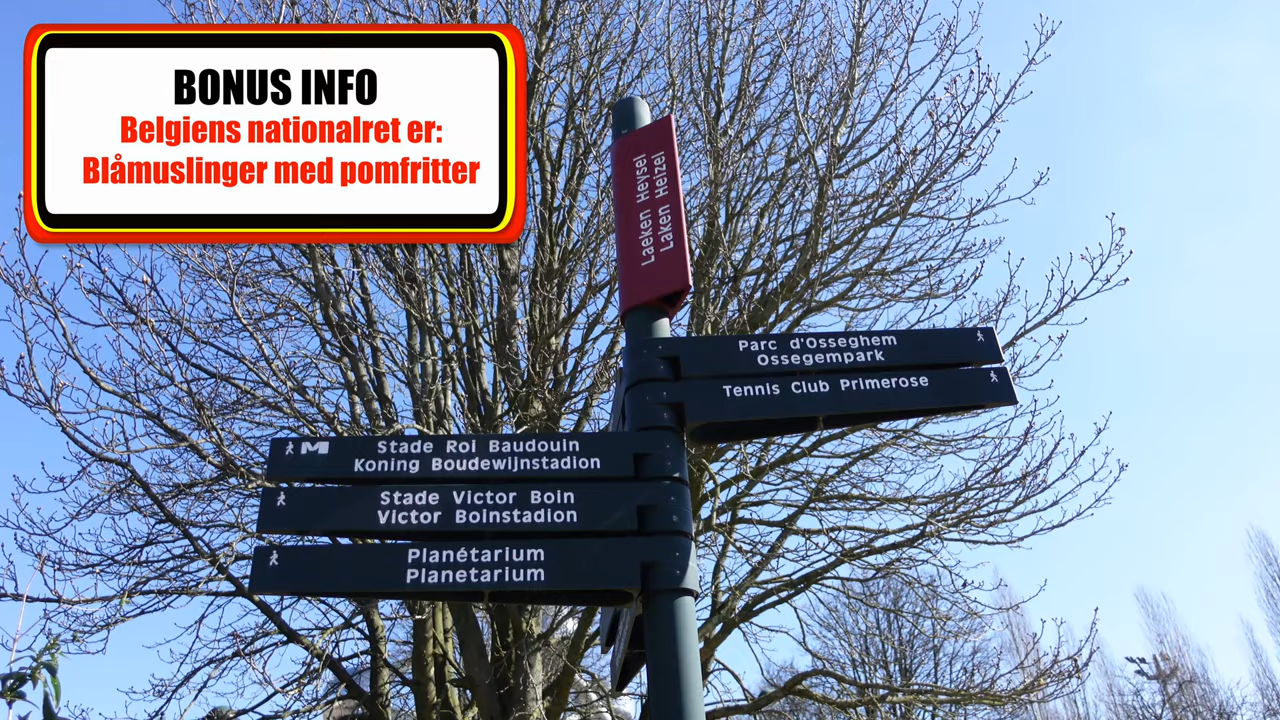 BONUS INFO
Belgiens nationalret er:
Blåmuslinger med pomfritter
Laeken Heysel
Laken Heizel
Parc d'Osseghem
Ossegempark
Tennis Club Primerose
M Stade Roi Baudouin
Koning Boudewijnstadion
Stade Victor Boin
Victor Boinstadion
Planétarium
Planetarium